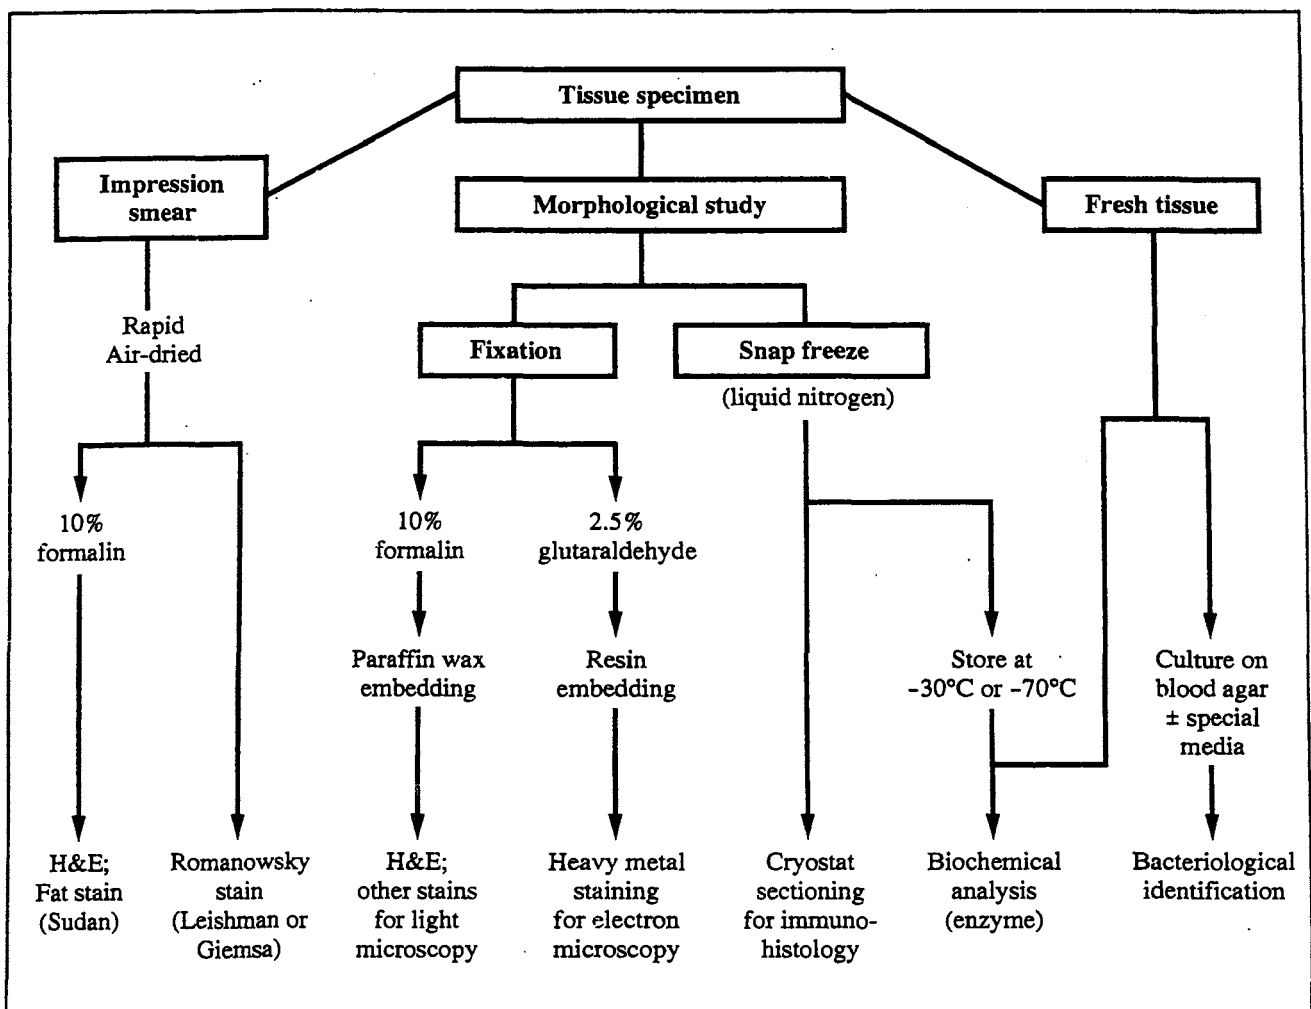 Tissue specimen
Impression
smear
Morphological study
Fresh tissue
Rapid
Air-dried
Fixation
Snap freeze
(liquid nitrogen)
10%
formalin
10%
formalin
2.5%
glutaraldehyde
Paraffin wax
embedding
Resin
embedding
Store at
-30°C or -70°C
Culture on
blood agar
± special
media
H&E;
Fat stain
(Sudan)
Romanowsky
stain
(Leishman or
Giemsa)
H&E;
other stains
for light
microscopy
Heavy metal
staining
for electron
microscopy
Cryostat
sectioning
for immuno-
histology
Biochemical
analysis
(enzyme)
Bacteriological
identification